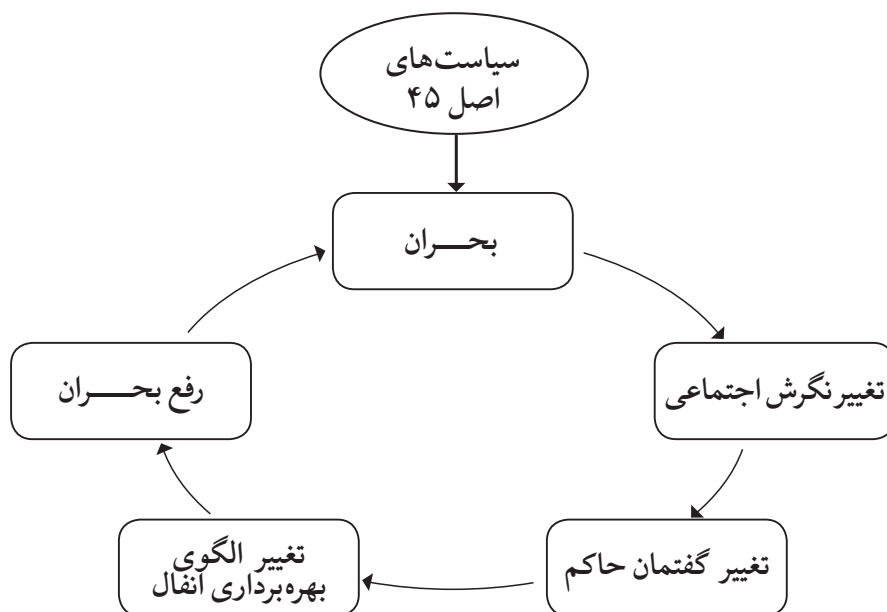 سیاست‌های
اصل ۴۵
بحـــران
تغییر نگرش اجتماعی
تغییر گفتمان حاکم
تغییر الگوی
بهره‌برداری انفال
رفع بحـــران